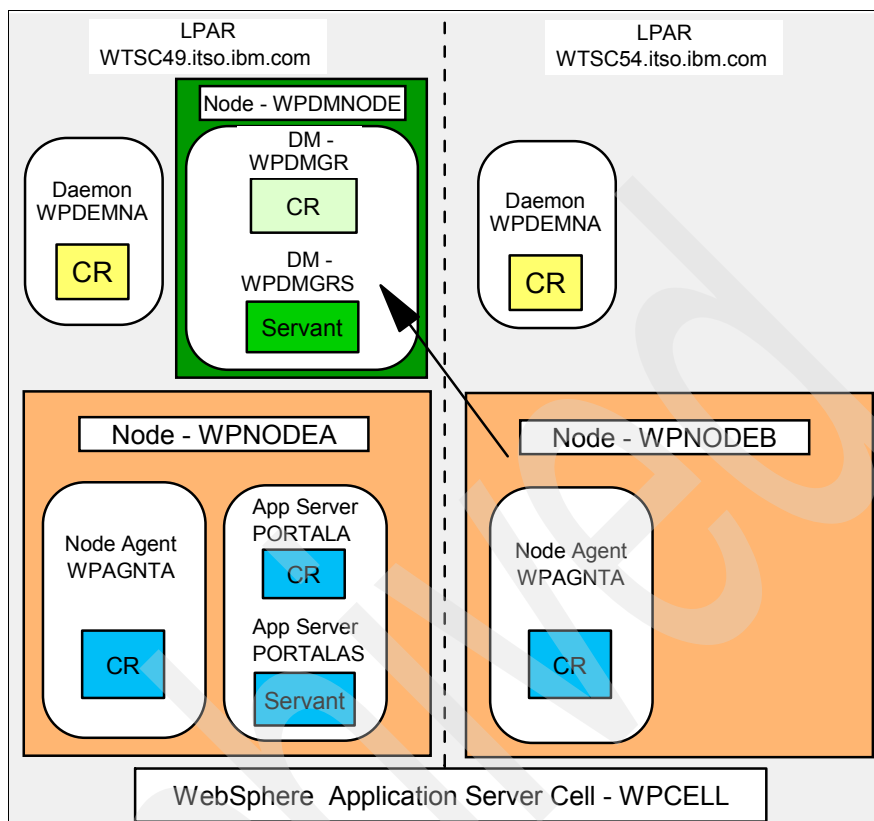 LPAR
WTSC49.itso.ibm.com
LPAR
WTSC54.itso.ibm.com
Node - WPDMNODE
DM -
WPDMGR
CR
DM -
WPDMGRS
Servant
Daemon
WPDEMNA
CR
Daemon
WPDEMNA
CR
Node - WPNODEA
Node Agent
WPAGNTA
CR
App Server
PORTALA
CR
App Server
PORTALAS
Servant
Node - WPNODEB
Node Agent
WPAGNTA
CR
WebSphere Application Server Cell - WPCELL